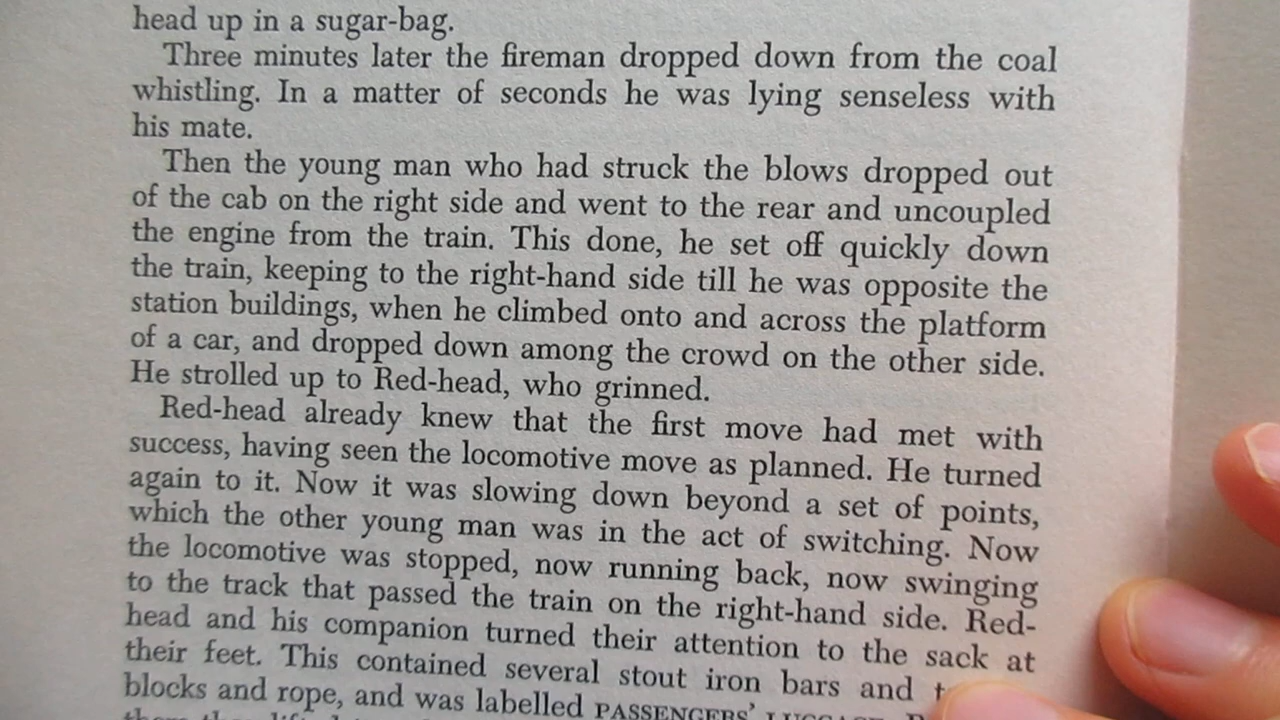 head up in a sugar-bag.
Three minutes later the fireman dropped down from the coal
whistling. In a matter of seconds he was lying senseless with
his mate.
Then the young man who had struck the blows dropped out
of the cab on the right side and went to the rear and uncoupled
the engine from the train. This done, he set off quickly down
the train, keeping to the right-hand side till he was opposite the
station buildings, when he climbed onto and across the platform
of a car, and dropped down among the crowd on the other side.
He strolled up to Red-head, who grinned.
Red-head already knew that the first move had met with
success, having seen the locomotive move as planned. He turned
again to it. Now it was slowing down beyond a set of points,
which the other young man was in the act of switching. Now
the locomotive was stopped, now running back, now swinging
to the track that passed the train on the right-hand side. Red-
head and his companion turned their attention to the sack at
their feet. This contained several stout iron bars and
blocks and rope, and was labelled PASSENGERS' LUGGAGE.